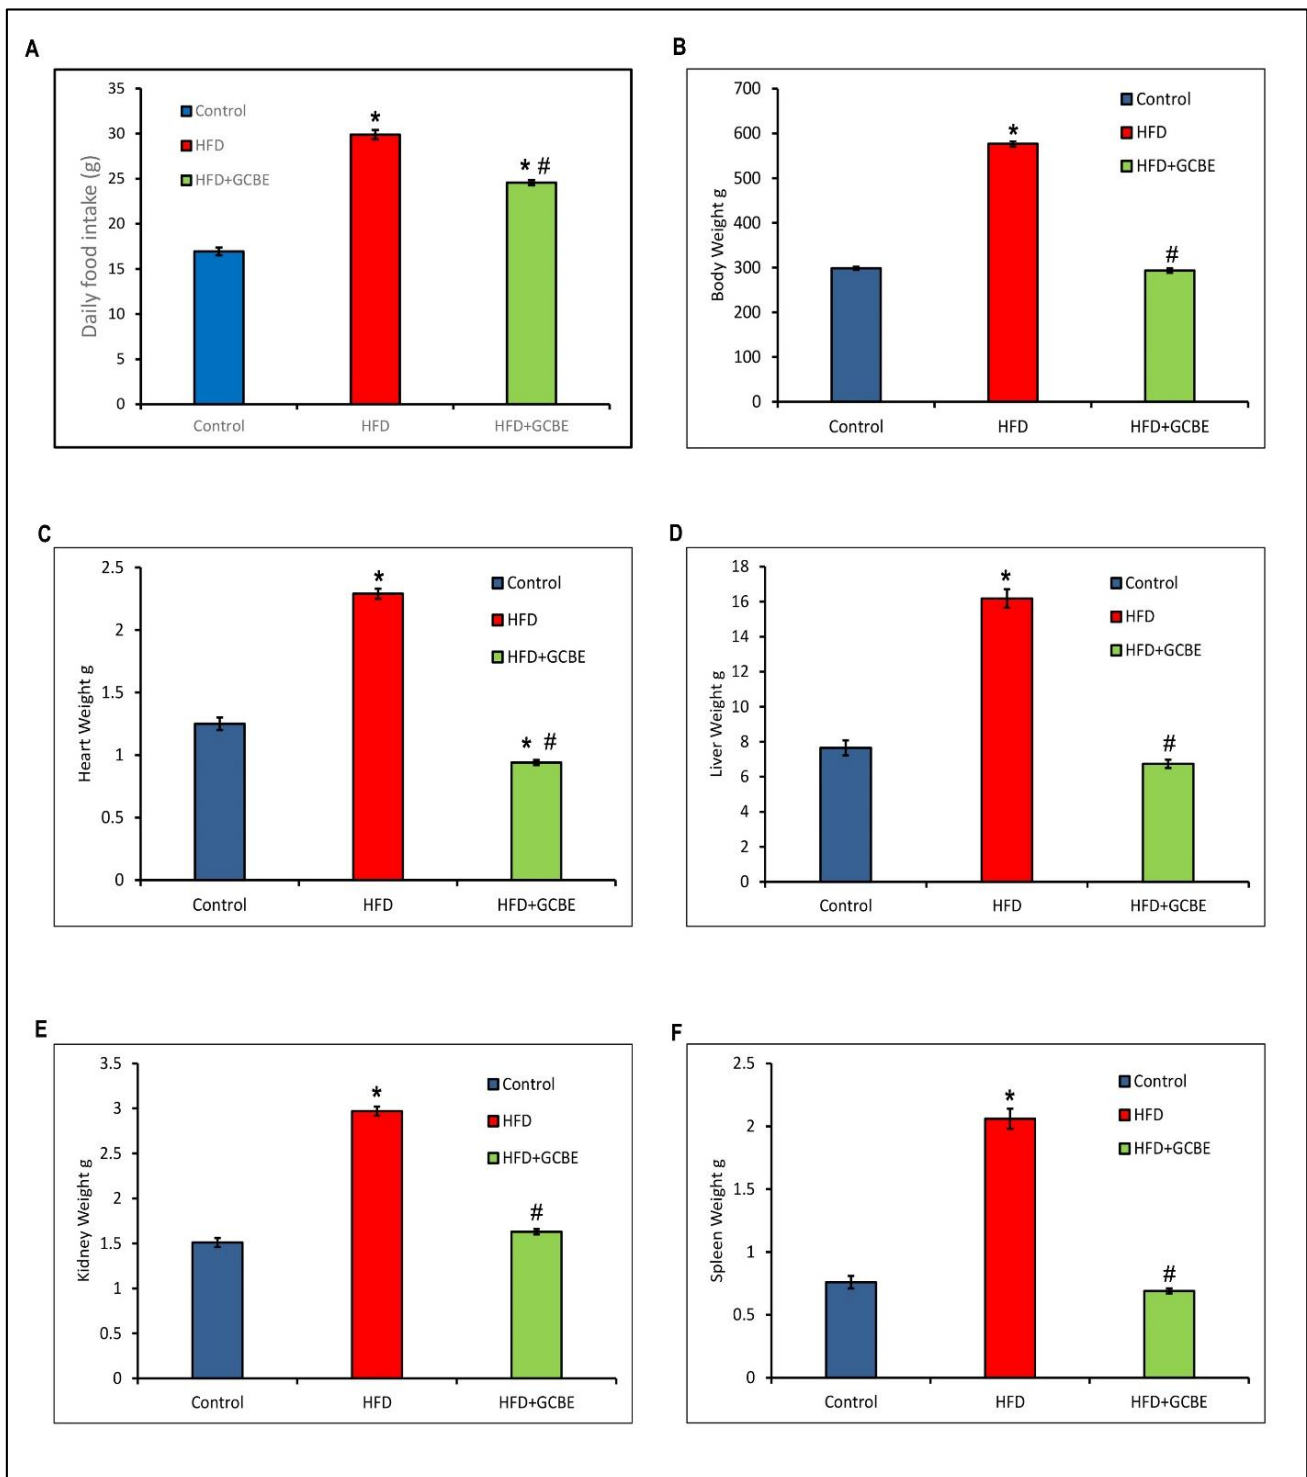 A
Daily food intake (g)
35
30
25
20
15
10
5
0
Control
HFD
HFD+GCBE
*
* #
Control
HFD
HFD+GCBE
B
Body Weight g
700
600
500
400
300
200
100
0
Control
HFD
HFD+GCBE
*
#
Control
HFD
HFD+GCBE
C
Heart Weight g
2.5
2
1.5
1
0.5
0
Control
HFD
HFD+GCBE
*
* #
Control
HFD
HFD+GCBE
D
Liver Weight g
18
16
14
12
10
8
6
4
2
0
Control
HFD
HFD+GCBE
*
#
Control
HFD
HFD+GCBE
E
Kidney Weight g
3.5
3
2.5
2
1.5
1
0.5
0
Control
HFD
HFD+GCBE
*
#
Control
HFD
HFD+GCBE
F
Spleen Weight g
2.5
2
1.5
1
0.5
0
Control
HFD
HFD+GCBE
*
#
Control
HFD
HFD+GCBE